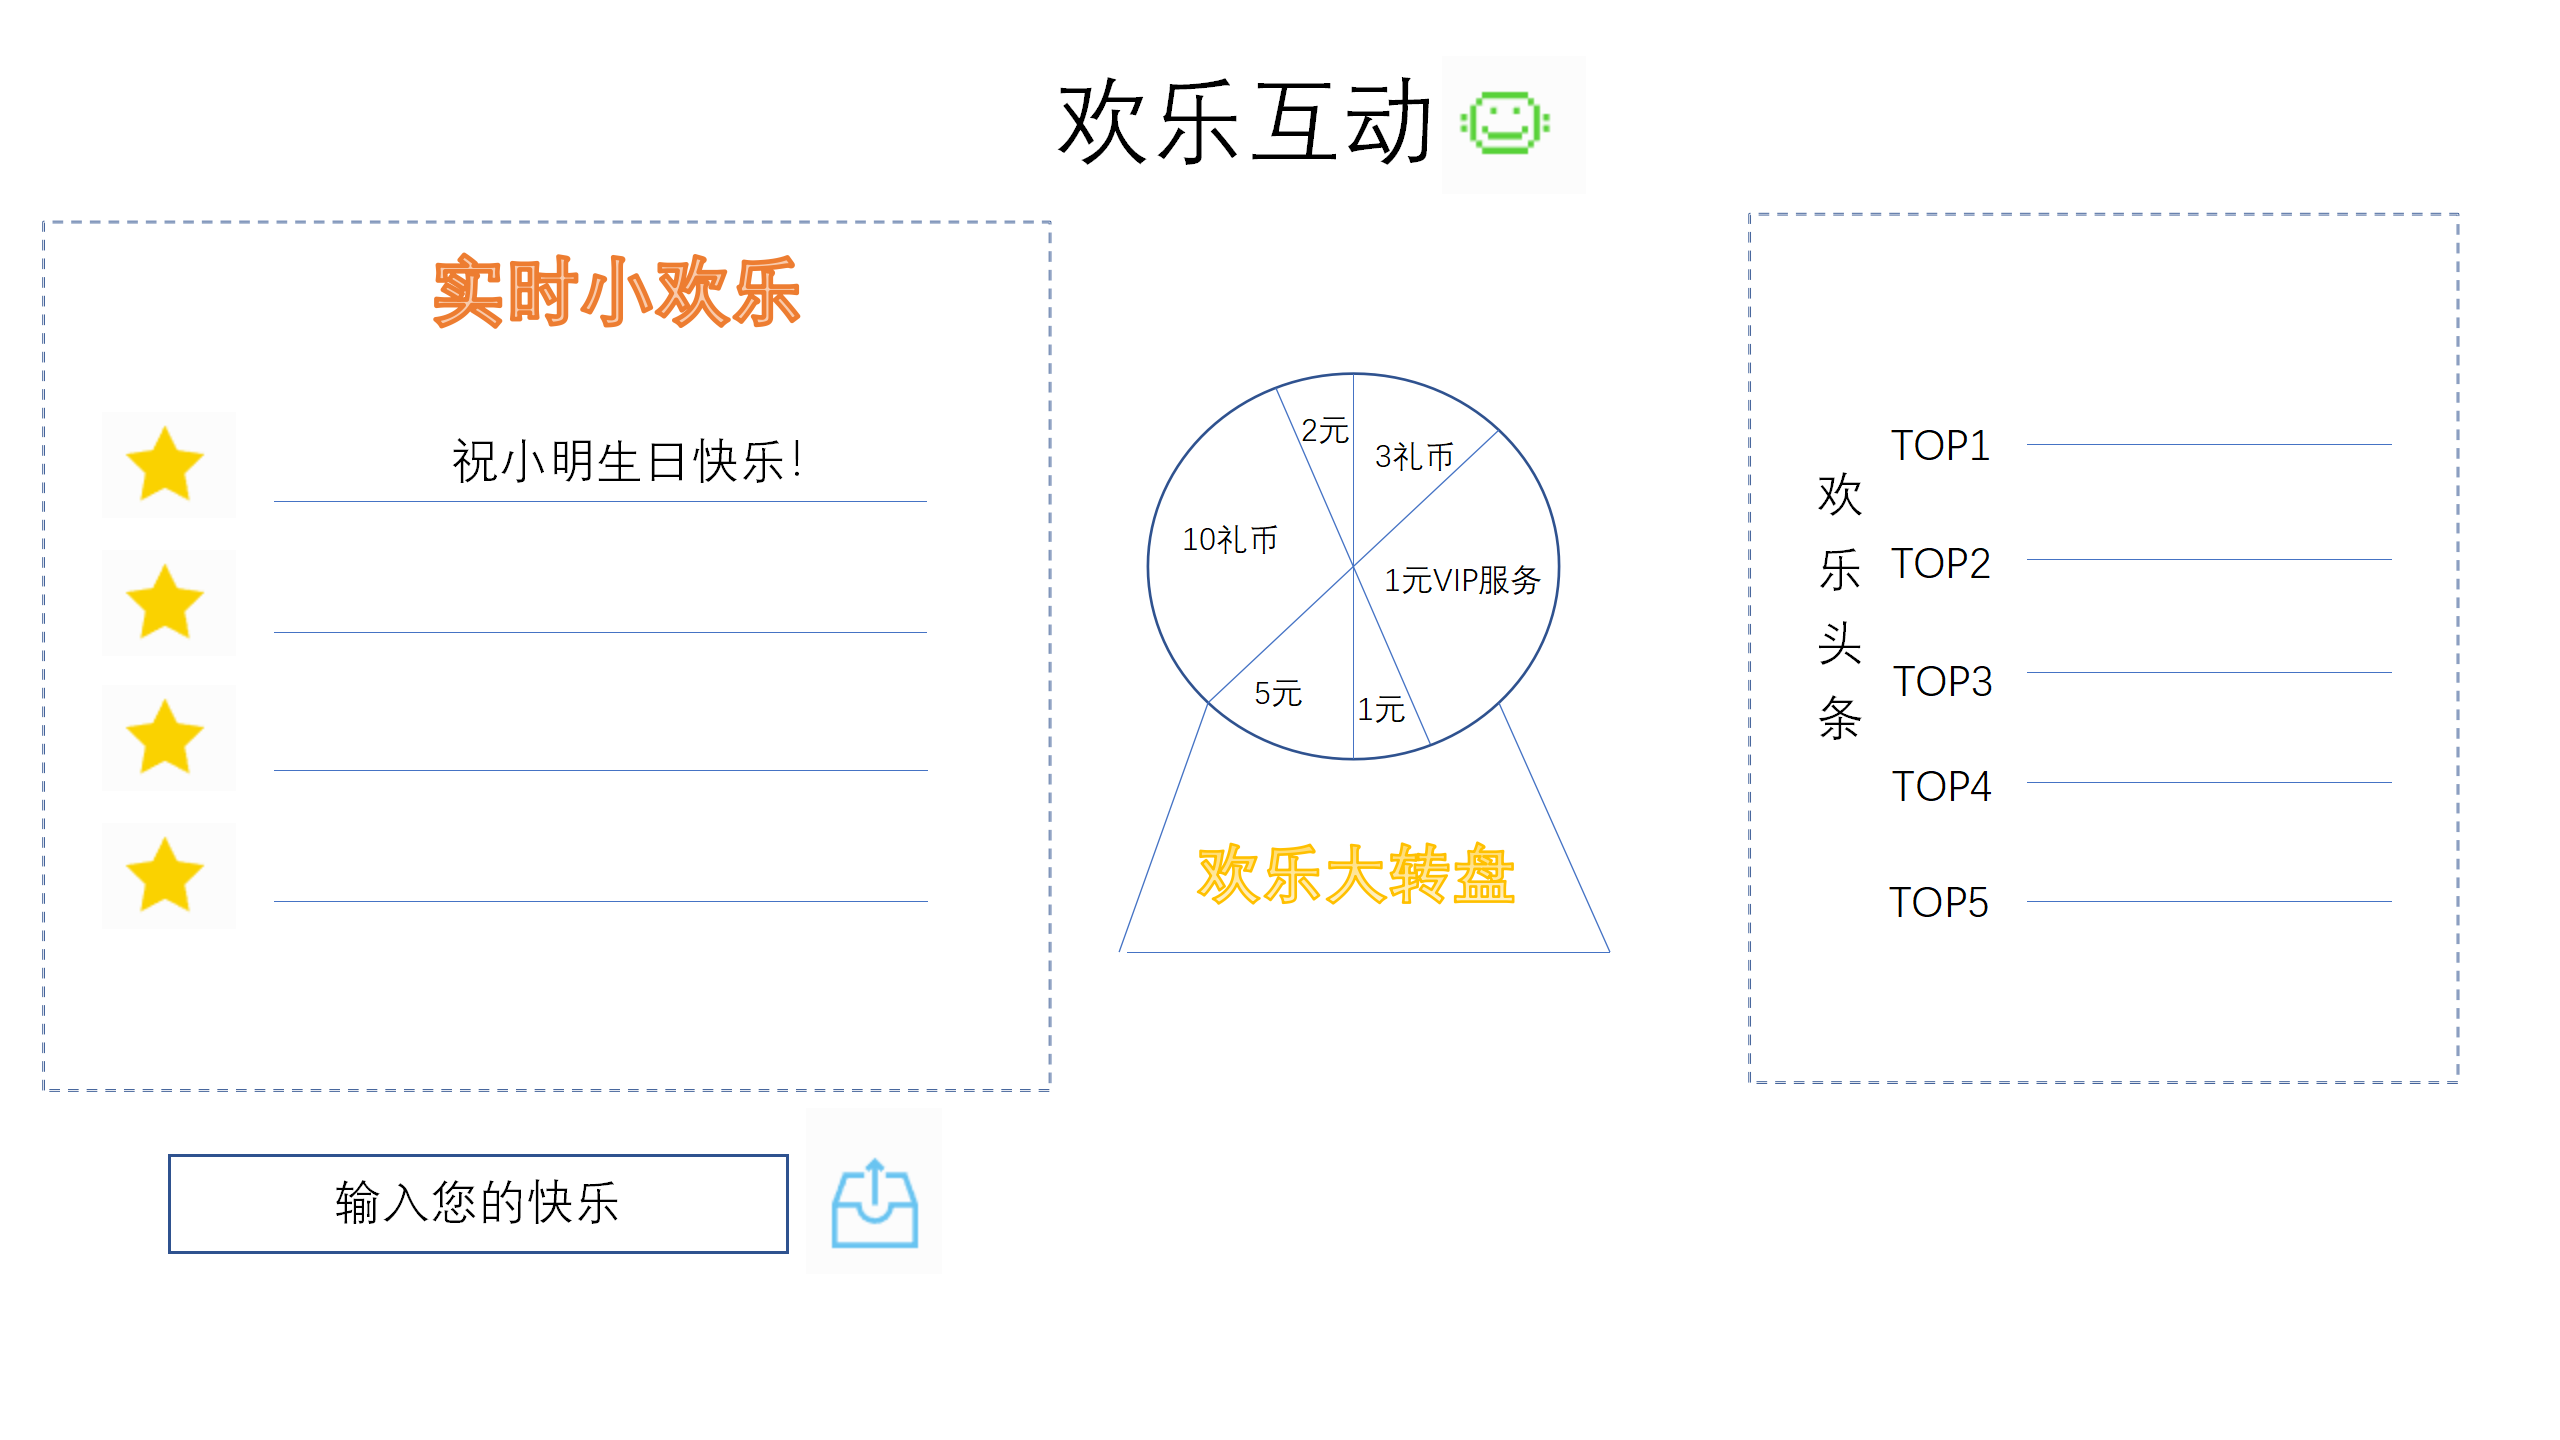 欢乐互动
实时小欢乐
祝小明生日快乐！
输入您的快乐
2元
3礼币
10礼币
1元VIP服务
5元
1元
欢乐大转盘
欢乐头条
TOP1
TOP2
TOP3
TOP4
TOP5